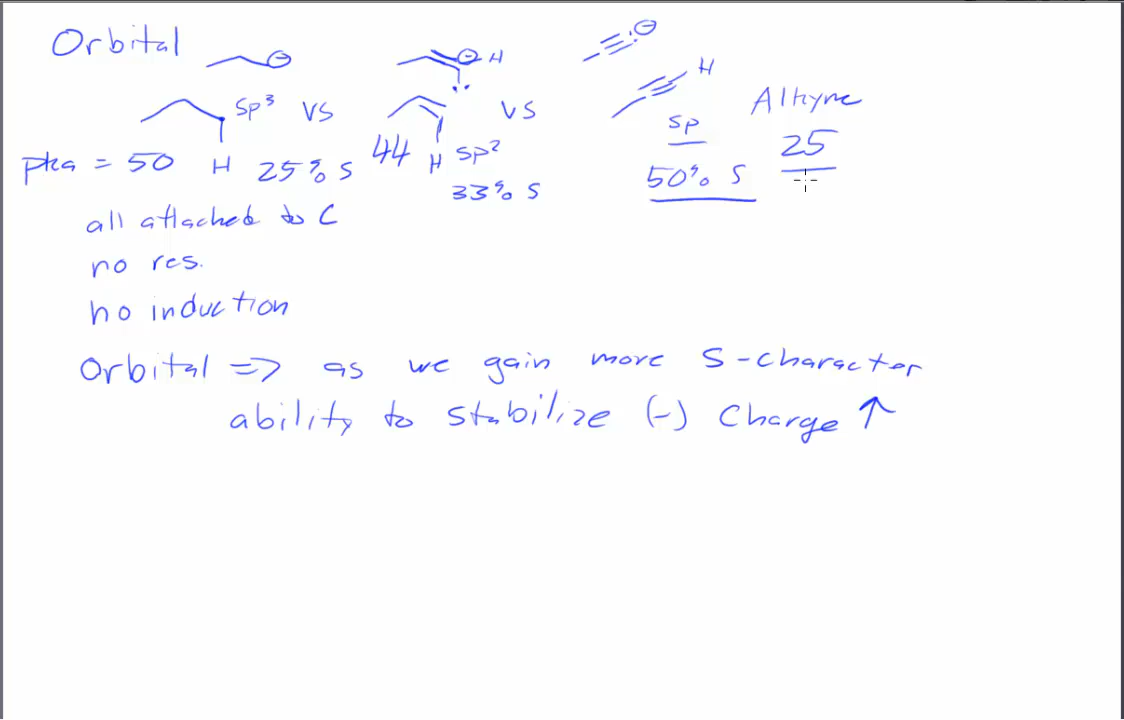 Orbital
⊖ ⊖ H ⊖
Sp³ VS VS H Alkyne
pka = 50 H 25% S 44 H Sp² sp 25
33% S 50% S
all attached to C
no res.
no induction
Orbital => as we gain more S-character
ability to stabilize (-) Charge ↑